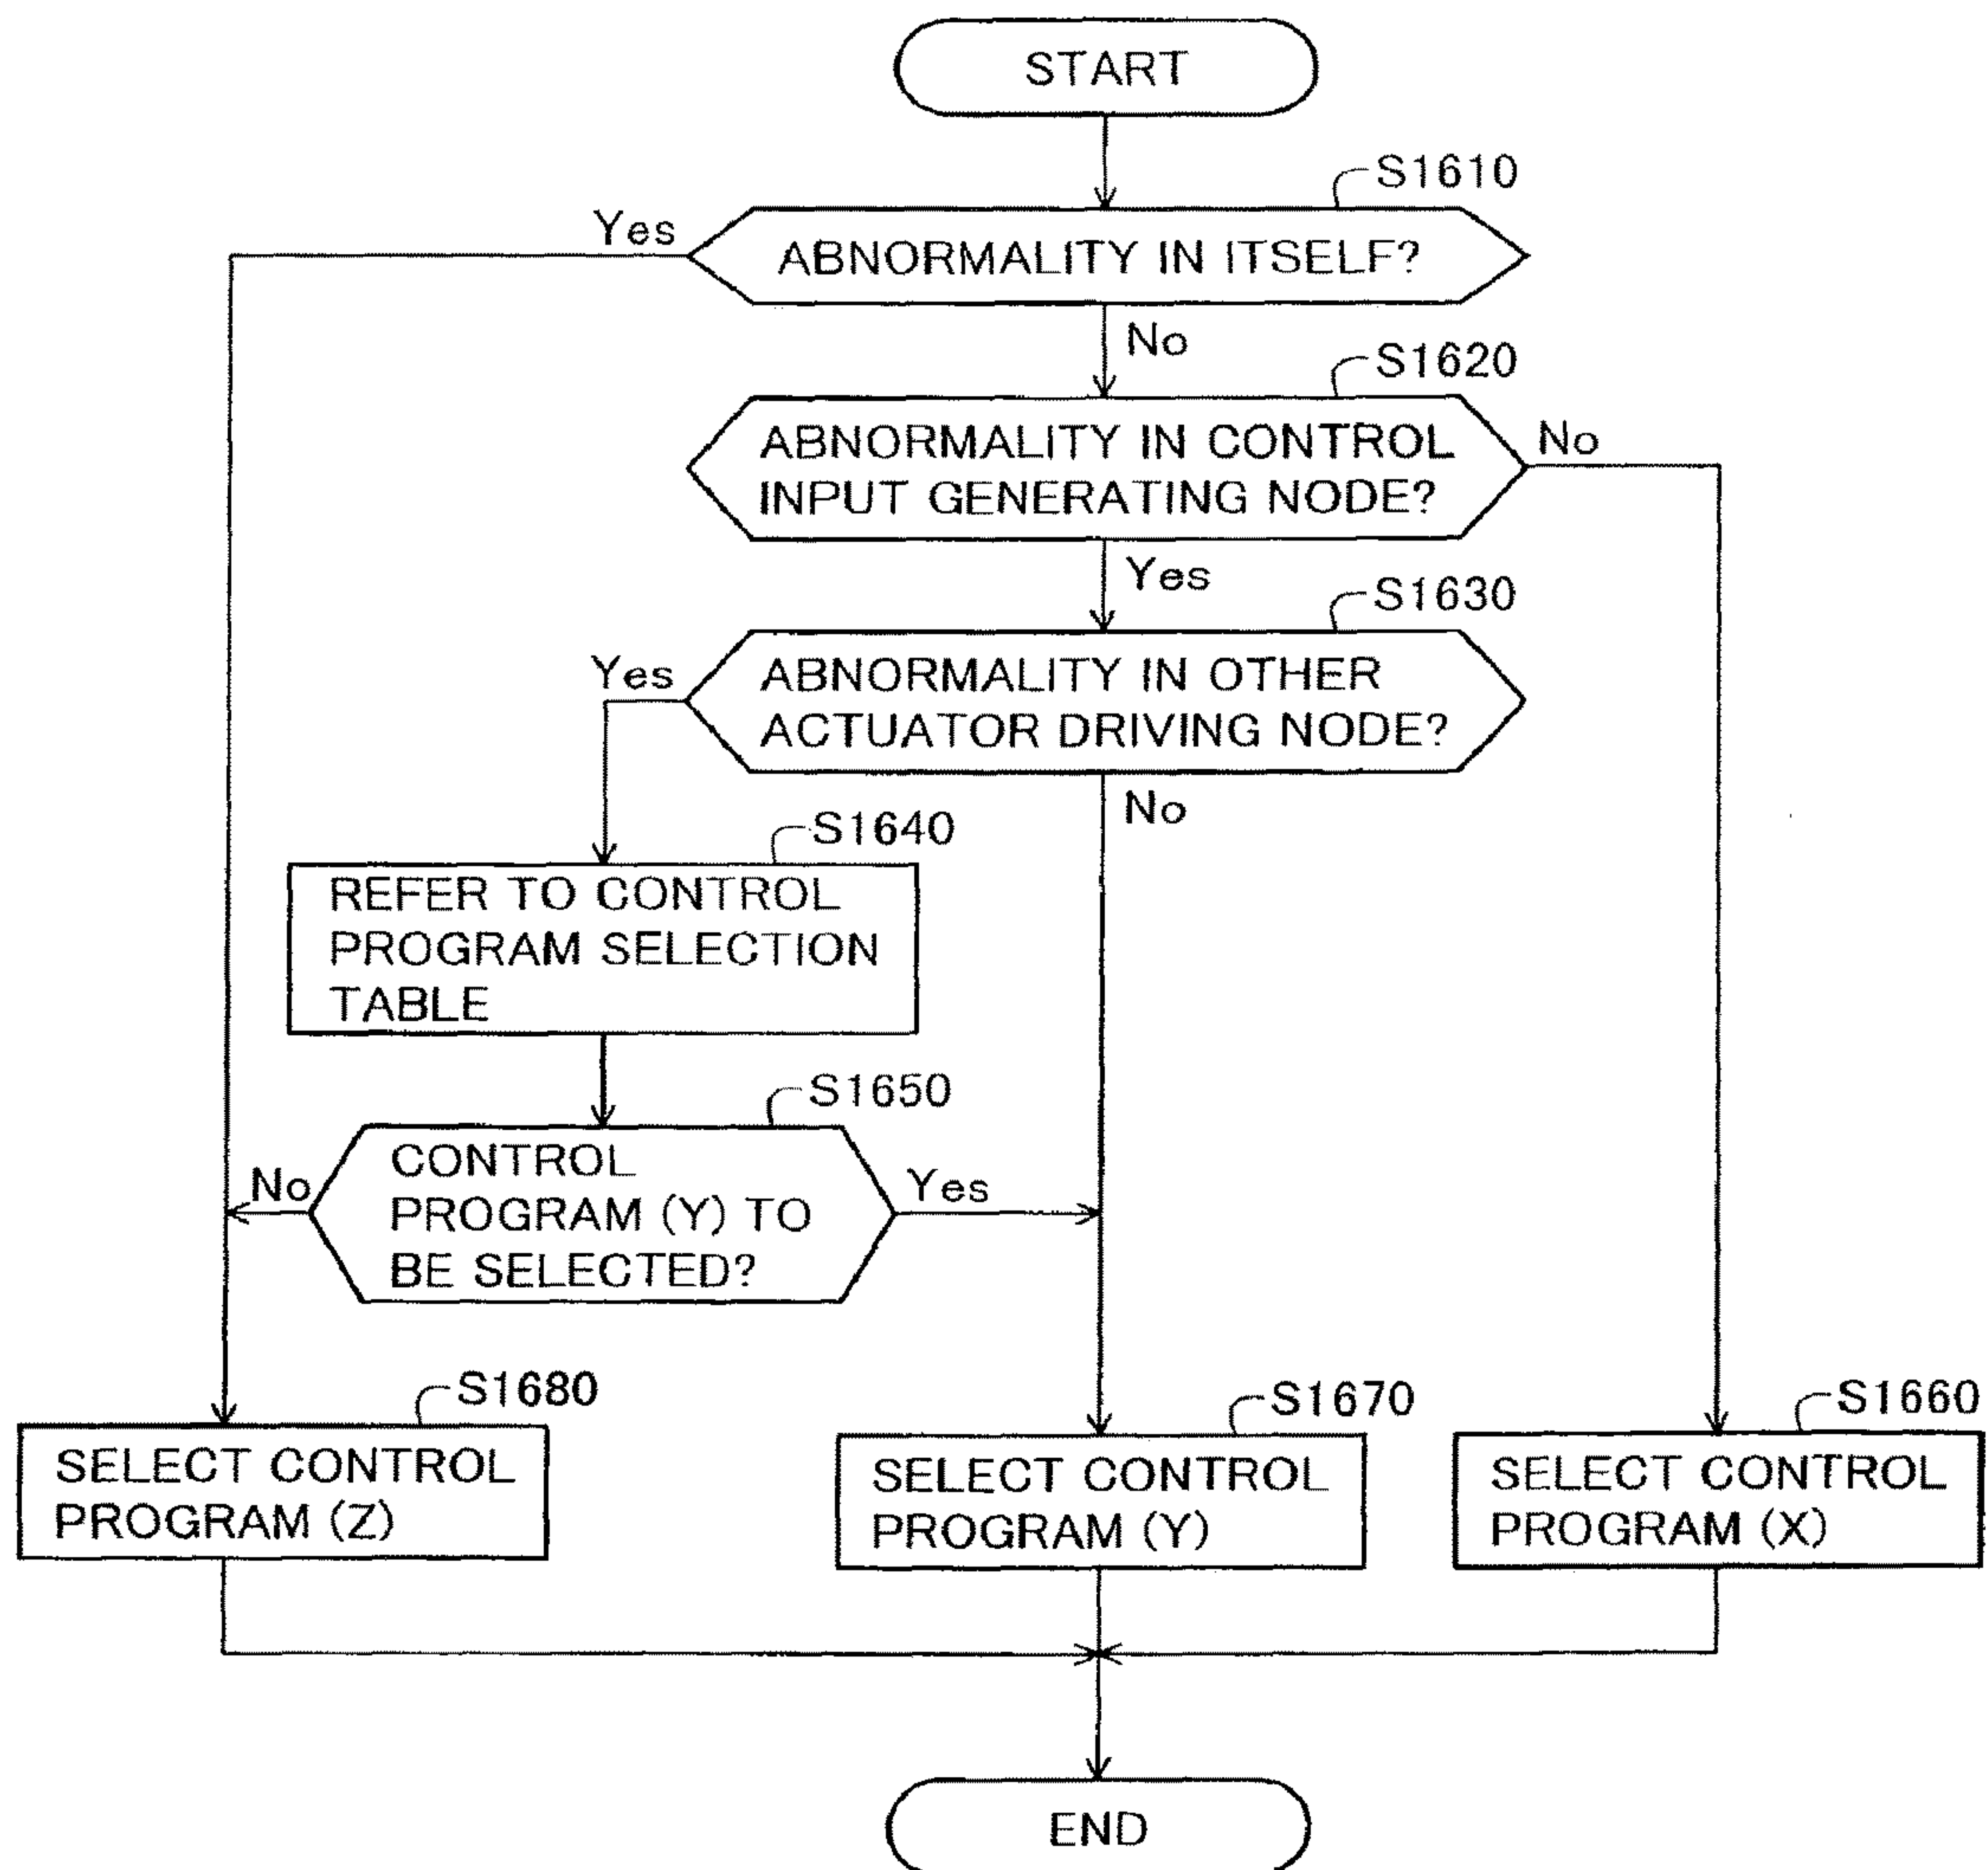 START
S1610
Yes
ABNORMALITY IN ITSELF?
No
S1620
ABNORMALITY IN CONTROL
INPUT GENERATING NODE?
No
Yes
S1630
Yes
ABNORMALITY IN OTHER
ACTUATOR DRIVING NODE?
No
S1640
REFER TO CONTROL
PROGRAM SELECTION
TABLE
S1650
No
CONTROL
PROGRAM (Y) TO
BE SELECTED?
Yes
S1680
SELECT CONTROL
PROGRAM (Z)
S1670
SELECT CONTROL
PROGRAM (Y)
S1660
SELECT CONTROL
PROGRAM (X)
END